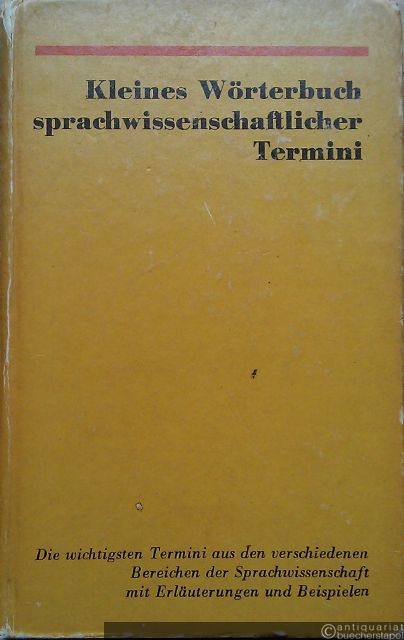 Kleines Wörterbuch
sprachwissenschaftlicher
Termini
Die wichtigsten Termini aus den verschiedenen
Bereichen der Sprachwissenschaft
mit Erläuterungen und Beispielen
antiquariat
buecherstapel